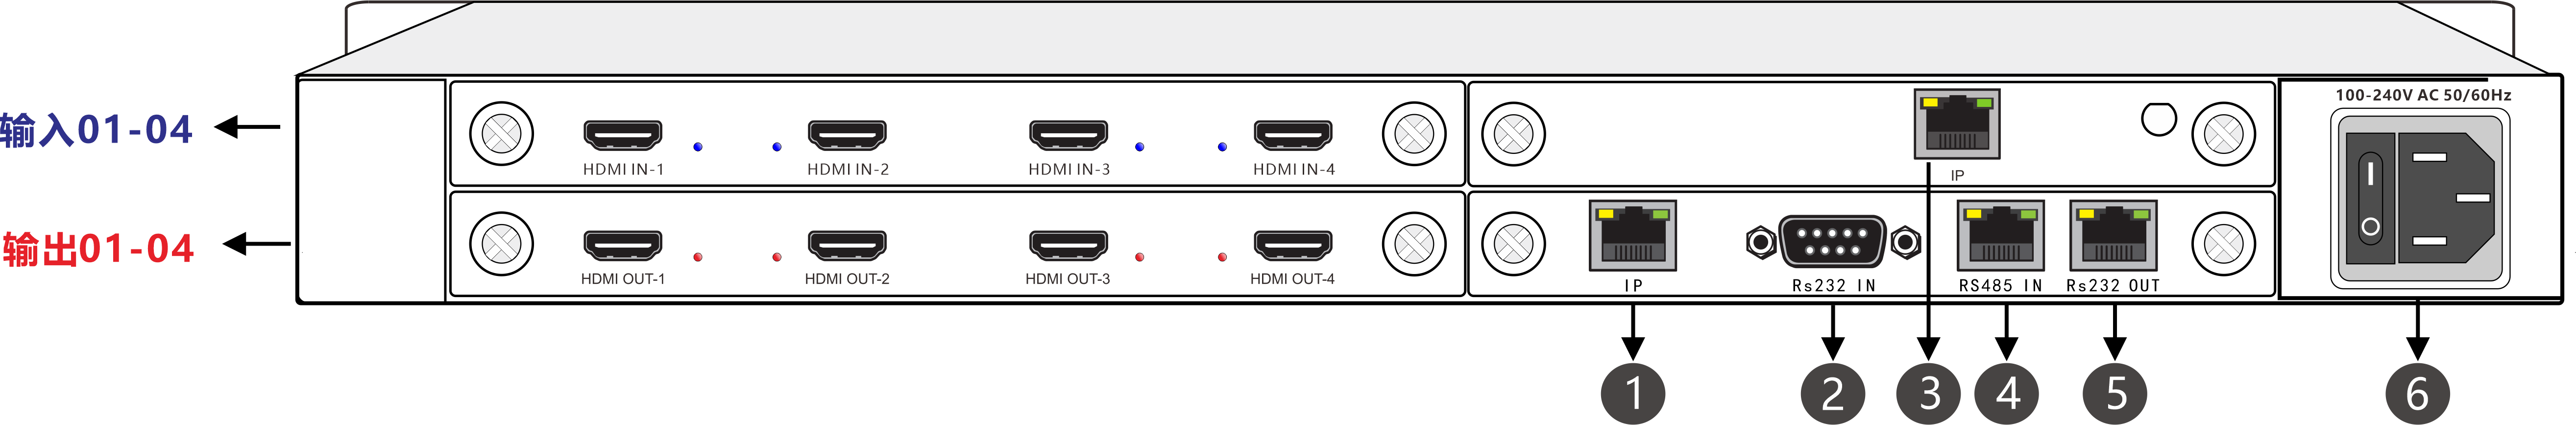 100-240V AC 50/60Hz
输入01-04
HDMI IN-1
HDMI IN-2
HDMI IN-3
HDMI IN-4
IP
输出01-04
HDMI OUT-1
HDMI OUT-2
HDMI OUT-3
HDMI OUT-4
IP
Rs232 IN
RS485 IN
Rs232 OUT
1
2
3
4
5
6